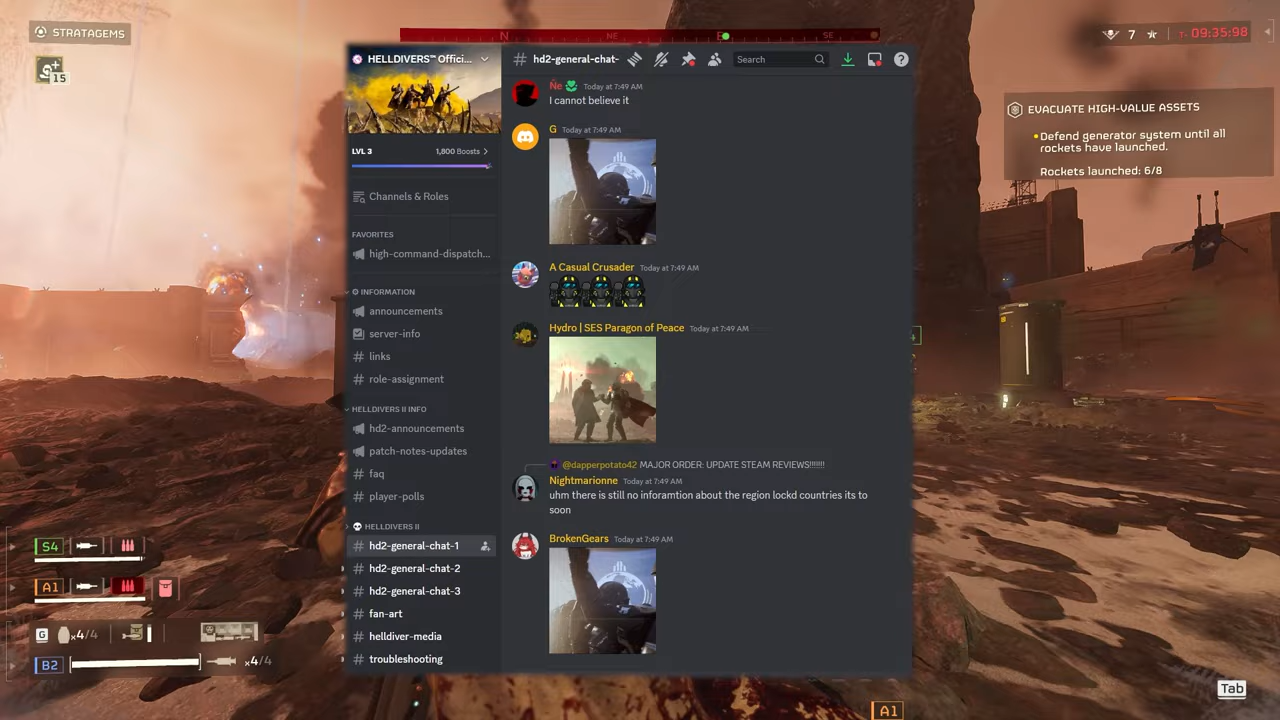 STRATAGEMS
15
N
NE
E
SE
7
T- 09:35:98
EVACUATE HIGH-VALUE ASSETS
Defend generator system until all
rockets have launched.
Rockets launched: 6/8
HELLDIVERS™ Offici...
LVL 3
1,800 Boosts
Channels & Roles
FAVORITES
high-command-dispatch...
INFORMATION
announcements
server-info
links
role-assignment
HELLDIVERS II INFO
hd2-announcements
patch-notes-updates
faq
player-polls
HELLDIVERS II
hd2-general-chat-1
hd2-general-chat-2
hd2-general-chat-3
fan-art
helldiver-media
troubleshooting
hd2-general-chat-
Search
Ne Today at 7:49 AM
I cannot believe it
G Today at 7:49 AM
A Casual Crusader Today at 7:49 AM
Hydro | SES Paragon of Peace Today at 7:49 AM
@dapperpotato42 MAJOR ORDER: UPDATE STEAM REVIEWS!!!!!!!
Nightmarionne Today at 7:49 AM
uhm there is still no inforamtion about the region lockd countries its to
soon
BrokenGears Today at 7:49 AM
S4
A1
G x4/4
B2 x4/4
A1
Tab